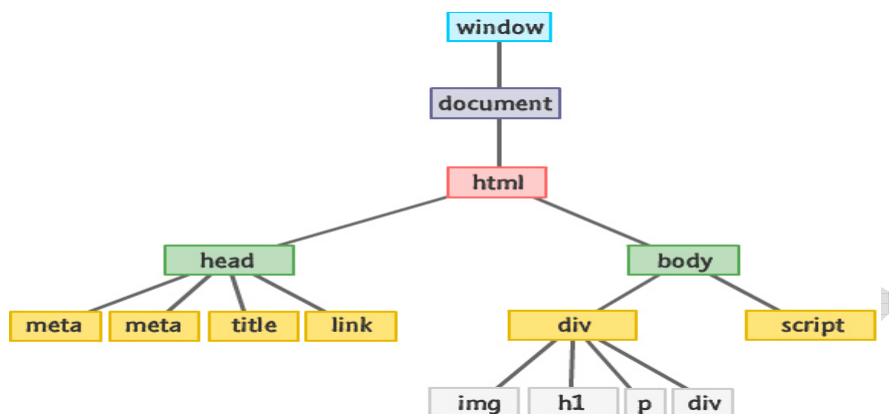 window
document
html
head body
meta meta title link div script
img h1 p div